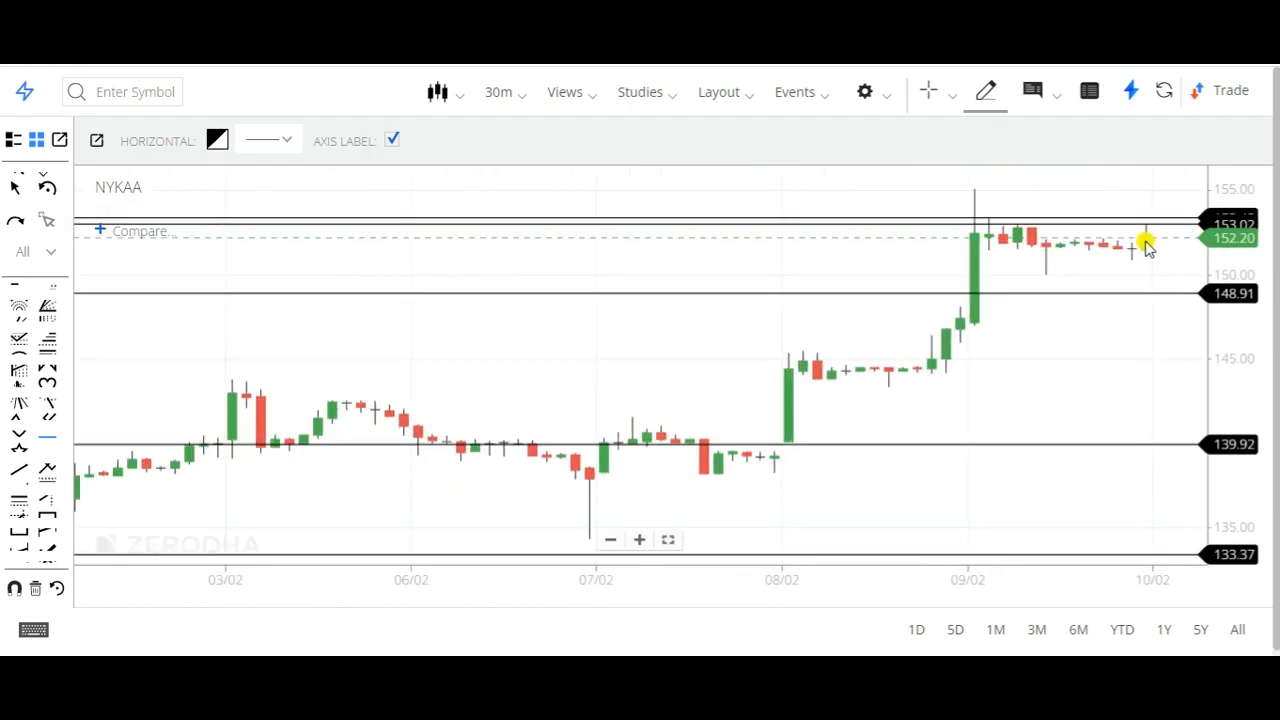 Enter Symbol
30m
Views
Studies
Layout
Events
Trade
HORIZONTAL:
AXIS LABEL:
NYKAA
Compare...
All
155.00
153.02
152.20
150.00
148.91
145.00
139.92
135.00
133.37
ZERODHA
03/02 06/02 07/02 08/02 09/02 10/02
1D 5D 1M 3M 6M YTD 1Y 5Y All